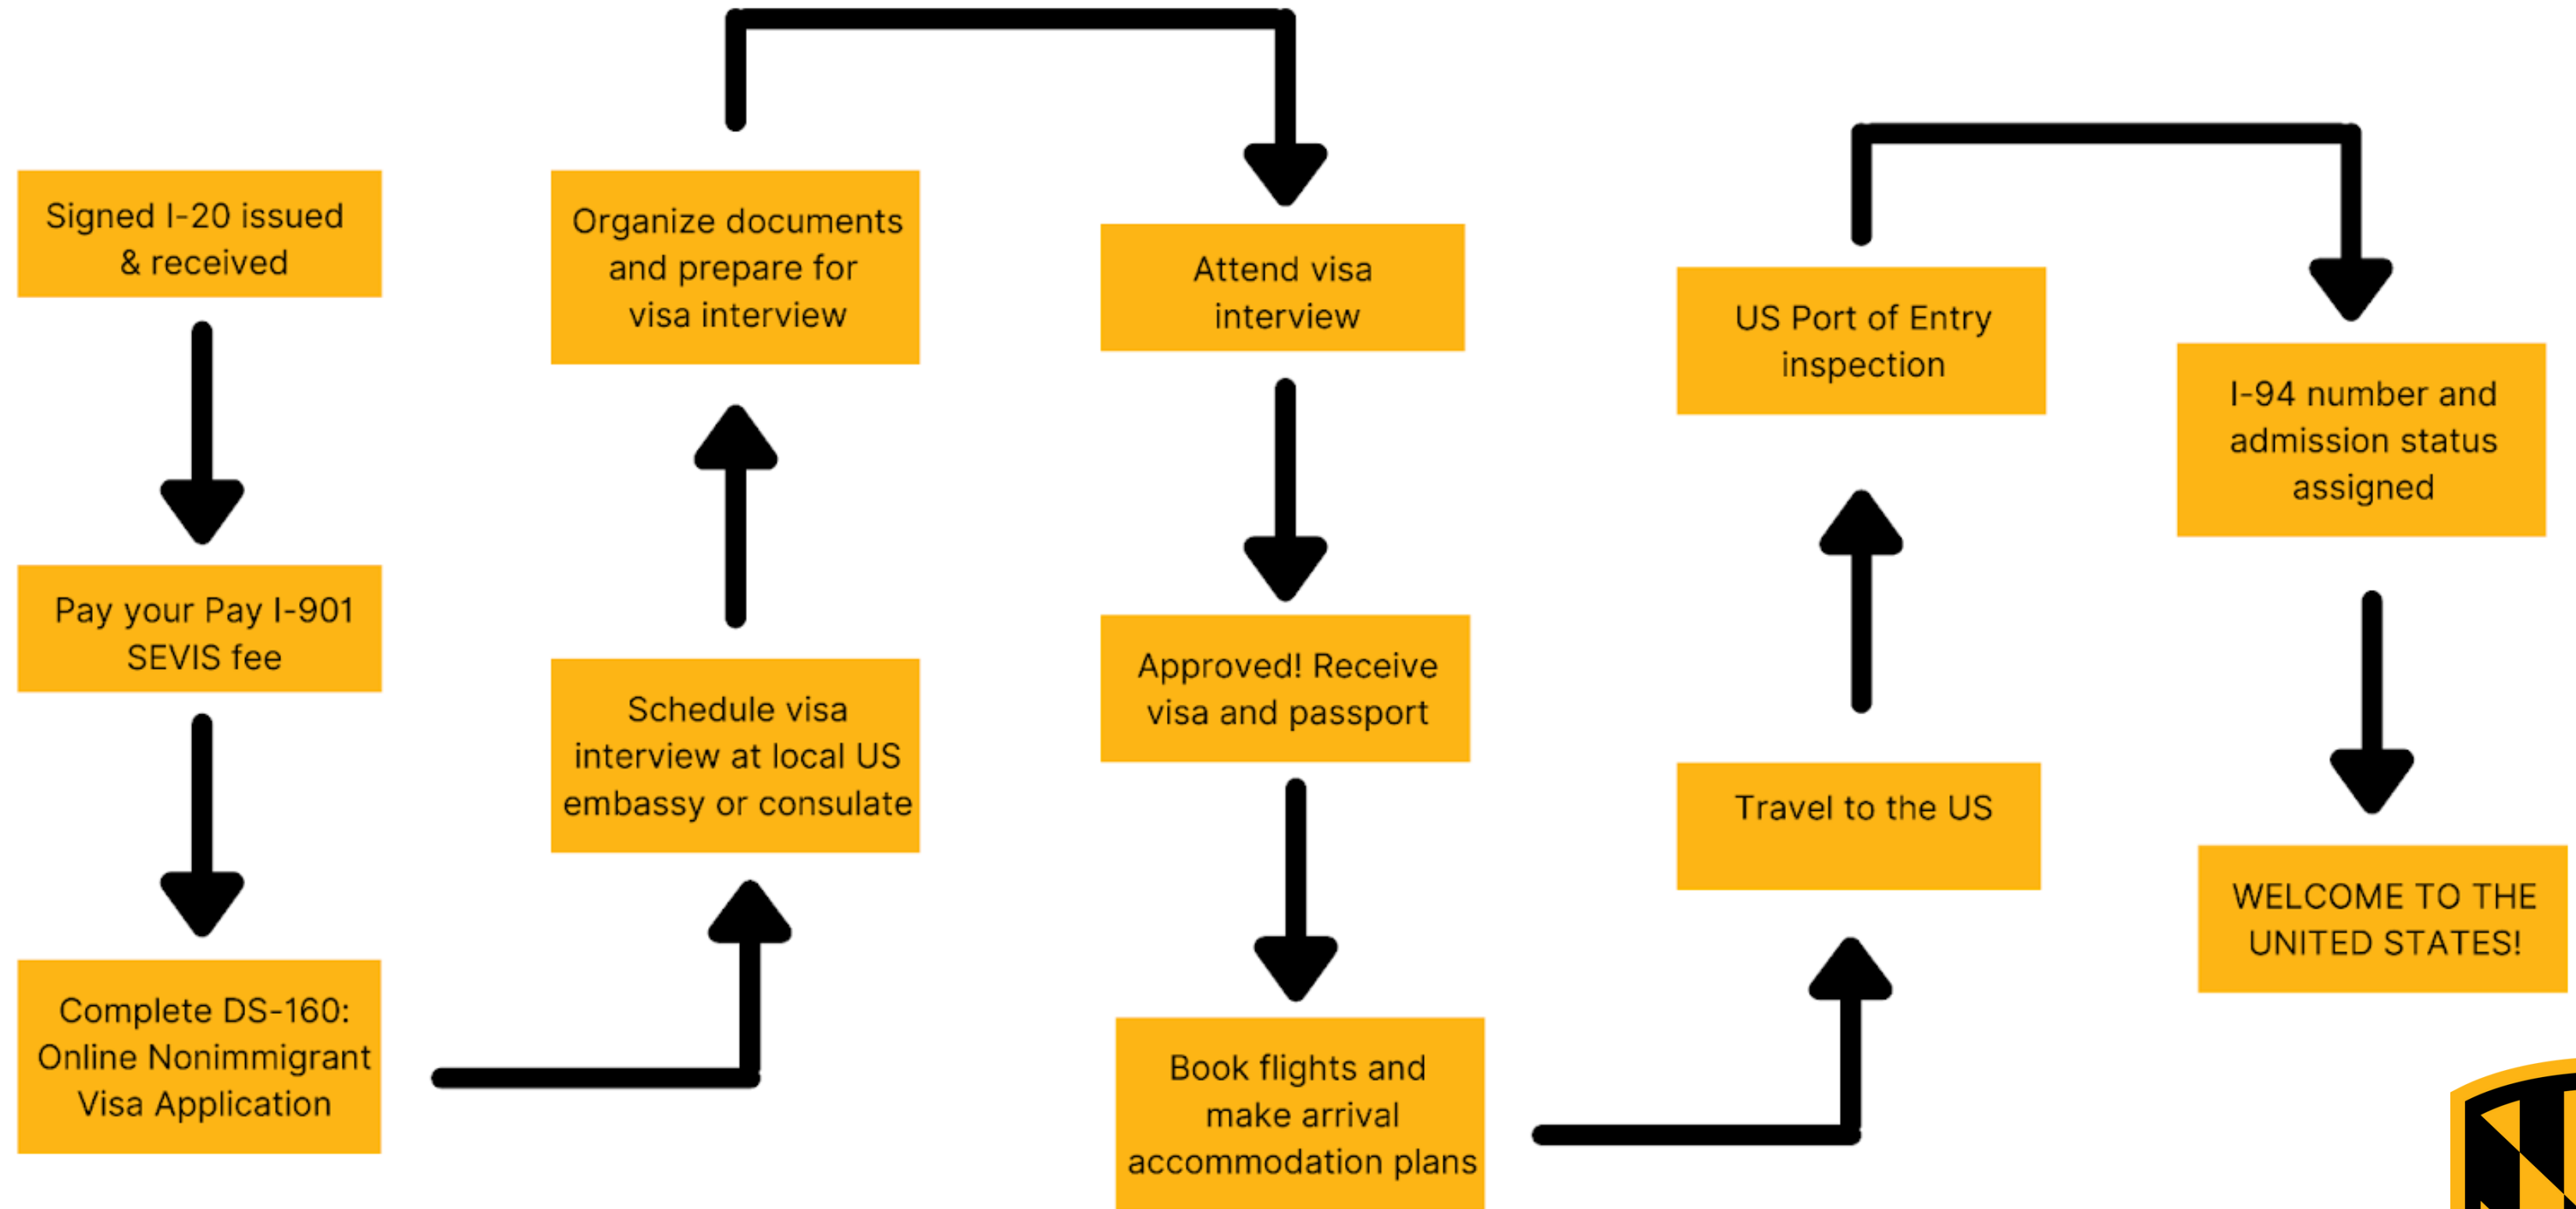 Signed I-20 issued
& received
Pay your Pay I-901
SEVIS fee
Complete DS-160:
Online Nonimmigrant
Visa Application
Schedule visa
interview at local US
embassy or consulate
Organize documents
and prepare for
visa interview
Attend visa
interview
Approved! Receive
visa and passport
Book flights and
make arrival
accommodation plans
Travel to the US
US Port of Entry
inspection
I-94 number and
admission status
assigned
WELCOME TO THE
UNITED STATES!